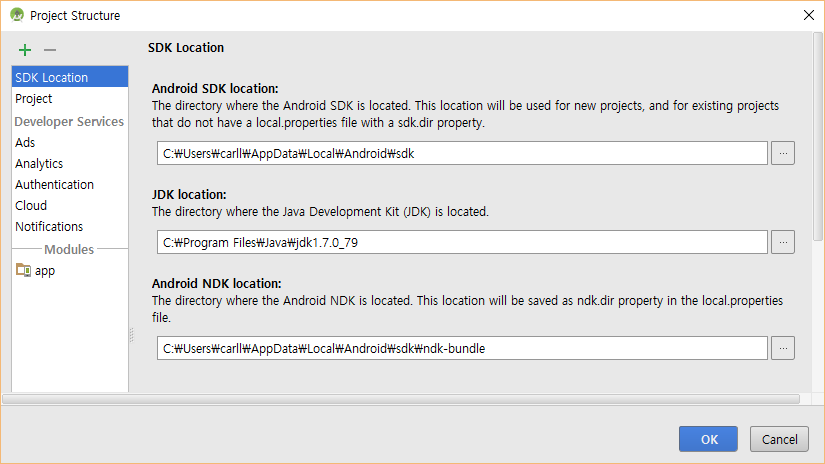 Project Structure
SDK Location
Project
Developer Services
Ads
Analytics
Authentication
Cloud
Notifications
Modules
app
SDK Location
Android SDK location:
The directory where the Android SDK is located. This location will be used for new projects, and for existing projects
that do not have a local.properties file with a sdk.dir property.
C:₩Users₩carll₩AppData₩Local₩Android₩sdk
...
JDK location:
The directory where the Java Development Kit (JDK) is located.
C:₩Program Files₩Java₩jdk1.7.0_79
...
Android NDK location:
The directory where the Android NDK is located. This location will be saved as ndk.dir property in the local.properties
file.
C:₩Users₩carll₩AppData₩Local₩Android₩sdk₩ndk-bundle
...
OK
Cancel